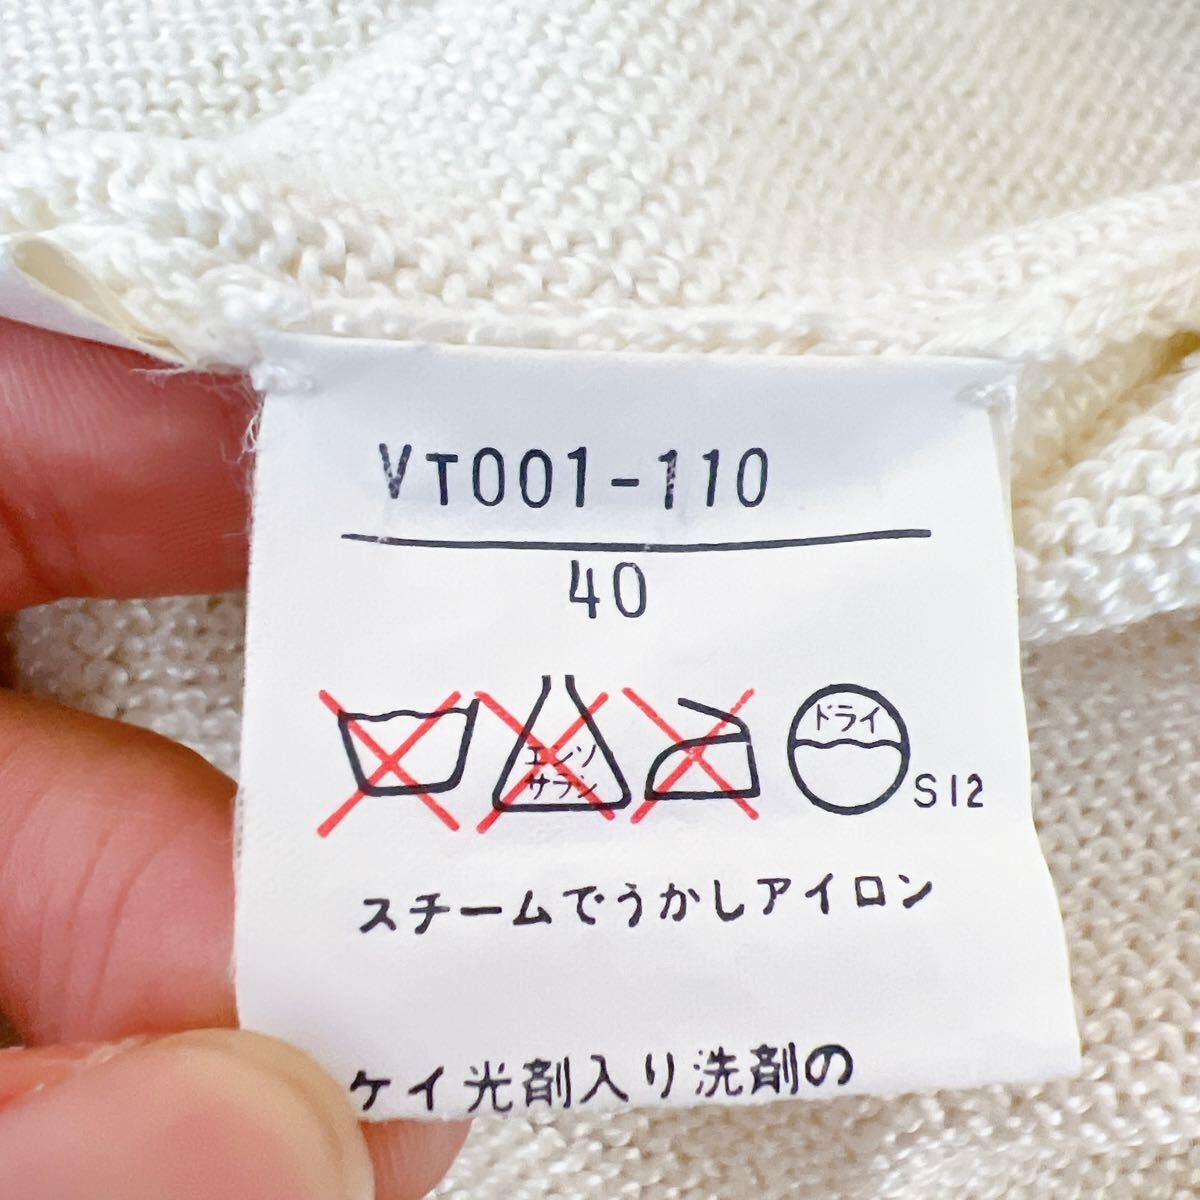 VT001-110
40
エンソ
サラシ
ドライ
S12
スチームでうかしアイロン
ケイ光剤入り洗剤の